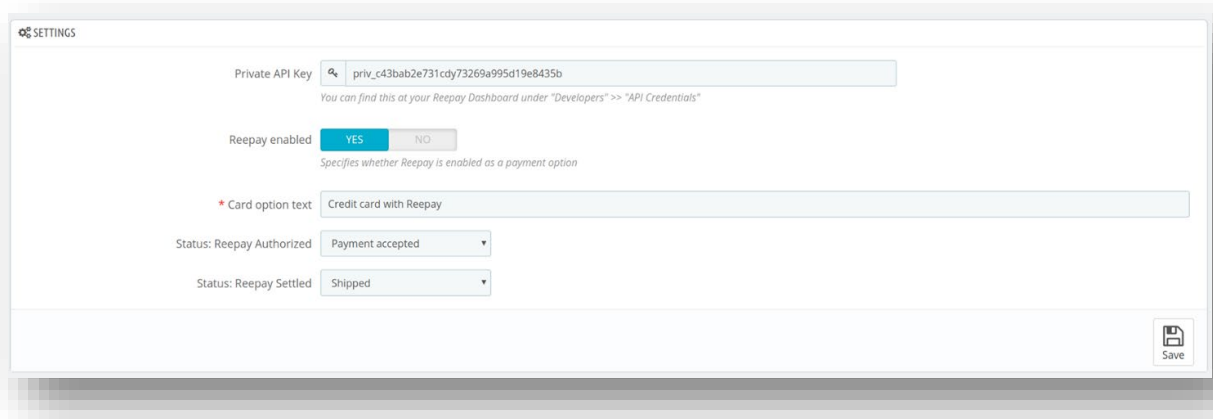 SETTINGS
Private API Key priv_c43bab2e731cdy73269a995d19e8435b
You can find this at your Reepay Dashboard under "Developers" >> "API Credentials"
Reepay enabled YES NO
Specifies whether Reepay is enabled as a payment option
* Card option text Credit card with Reepay
Status: Reepay Authorized Payment accepted
Status: Reepay Settled Shipped
Save